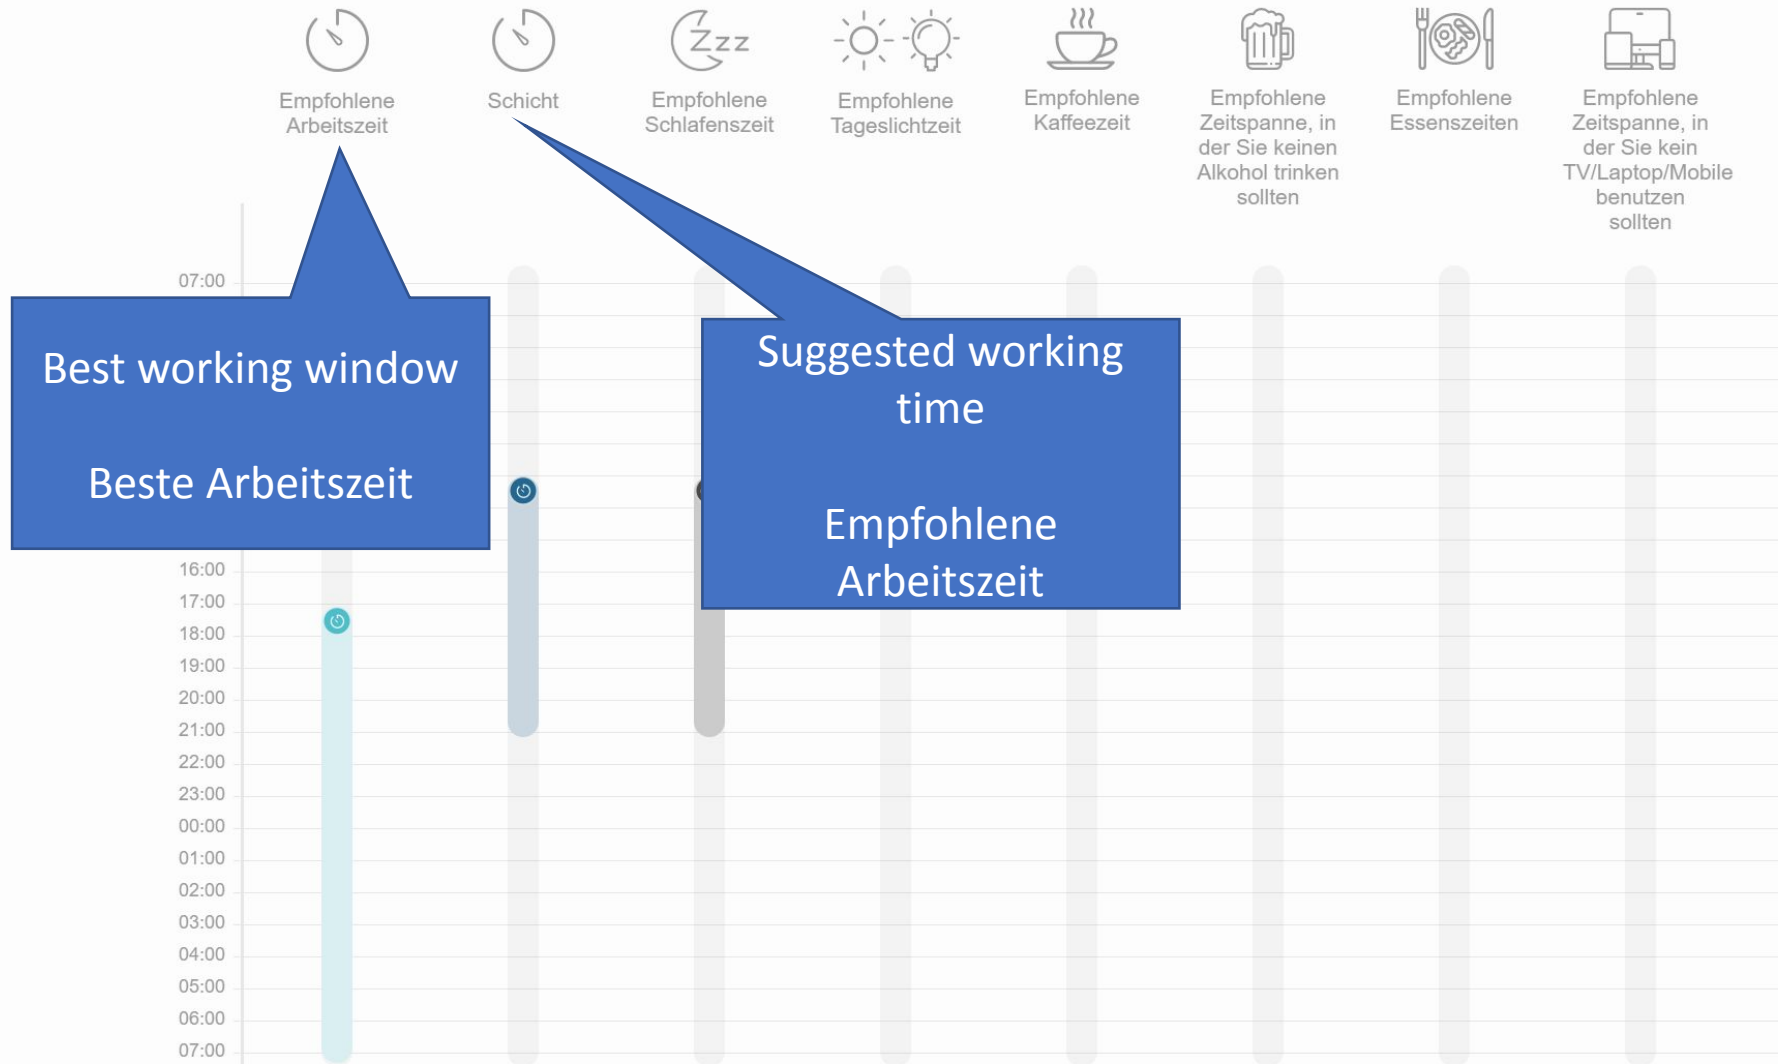 Zzz
Empfohlene
Arbeitszeit
Schicht
Empfohlene
Schlafenszeit
Empfohlene
Tageslichtzeit
Empfohlene
Kaffeezeit
Empfohlene
Zeitspanne, in
der Sie keinen
Alkohol trinken
sollten
Empfohlene
Essenszeiten
Empfohlene
Zeitspanne, in
der Sie kein
TV/Laptop/Mobile
benutzen
sollten
07:00
Best working window
Beste Arbeitszeit
Suggested working
time
Empfohlene
Arbeitszeit
16:00
17:00
18:00
19:00
20:00
21:00
22:00
23:00
00:00
01:00
02:00
03:00
04:00
05:00
06:00
07:00